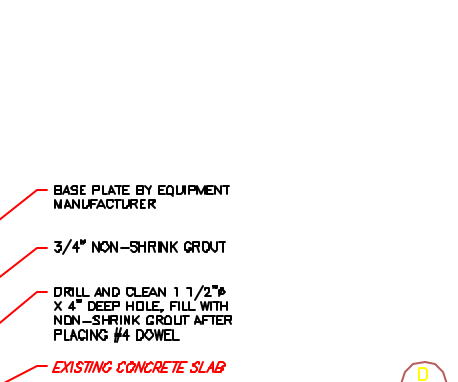 BASE PLATE BY EQUIPMENT
MANUFACTURER
3/4" NON-SHRINK GROUT
DRILL AND CLEAN 1 1/2"ø
X 4" DEEP HOLE, FILL WITH
NON-SHRINK GROUT AFTER
PLACING #4 DOWEL
EXISTING CONCRETE SLAB
D